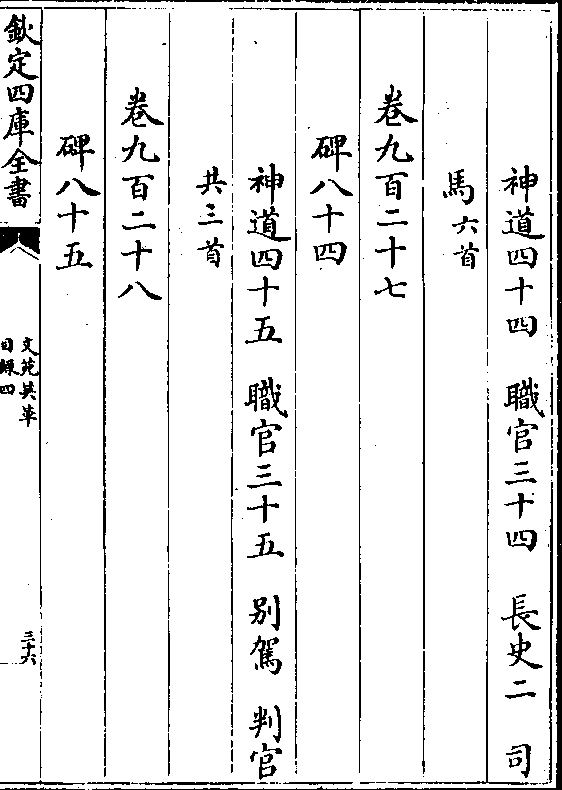 神道四十四　職官三十四　長史二　司
馬六首
卷九百二十七
碑八十四
神道四十五　職官三十五　别駕　判官
共三首
卷九百二十八
碑八十五
欽定四庫全書
文苑英華
目録四
三十六